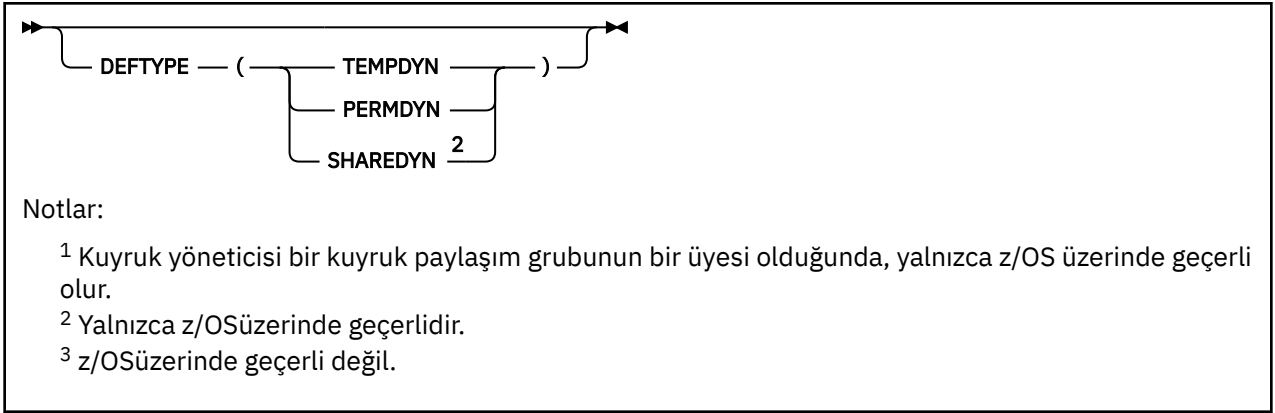 DEFTYPE ( TEMPDYN )
PERMDYN
SHAREDYN 2
Notlar:
1 Kuyruk yöneticisi bir kuyruk paylaşım grubunun bir üyesi olduğunda, yalnızca z/OS üzerinde geçerli
olur.
2 Yalnızca z/OSüzerinde geçerlidir.
3 z/OSüzerinde geçerli değil.